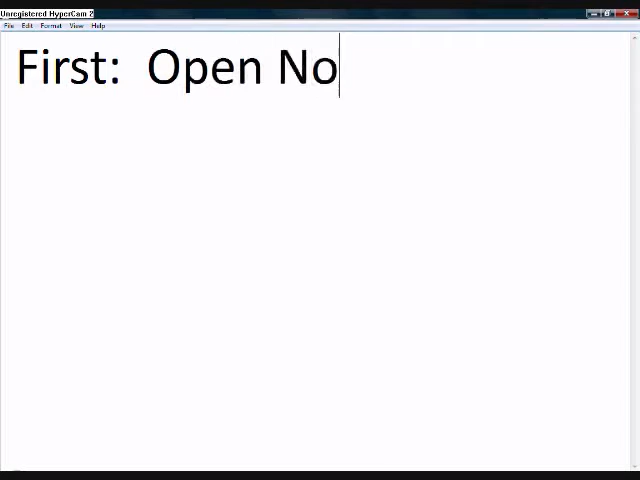 Unregistered HyperCam 2
File Edit Format View Help
First: Open No